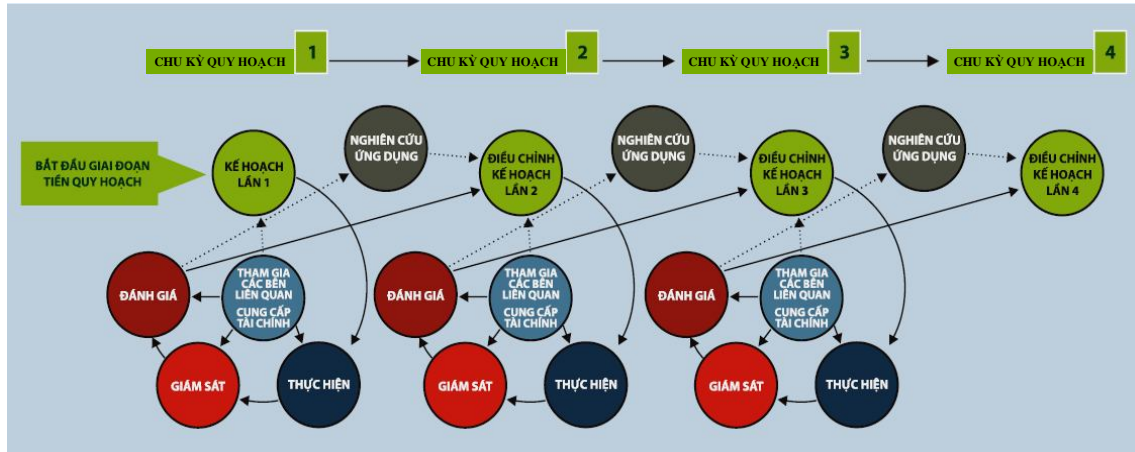 CHU KỲ QUY HOẠCH 1
CHU KỲ QUY HOẠCH 2
CHU KỲ QUY HOẠCH 3
CHU KỲ QUY HOẠCH 4
BẮT ĐẦU GIAI ĐOẠN
TIỀN QUY HOẠCH
KẾ HOẠCH
LẦN 1
NGHIÊN CỨU
ỨNG DỤNG
ĐIỀU CHỈNH
KẾ HOẠCH
LẦN 2
NGHIÊN CỨU
ỨNG DỤNG
ĐIỀU CHỈNH
KẾ HOẠCH
LẦN 3
NGHIÊN CỨU
ỨNG DỤNG
ĐIỀU CHỈNH
KẾ HOẠCH
LẦN 4
ĐÁNH GIÁ
THAM GIA
CÁC BÊN
LIÊN QUAN
CUNG CẤP
TÀI CHÍNH
GIÁM SÁT
THỰC HIỆN
ĐÁNH GIÁ
THAM GIA
CÁC BÊN
LIÊN QUAN
CUNG CẤP
TÀI CHÍNH
GIÁM SÁT
THỰC HIỆN
ĐÁNH GIÁ
THAM GIA
CÁC BÊN
LIÊN QUAN
CUNG CẤP
TÀI CHÍNH
GIÁM SÁT
THỰC HIỆN